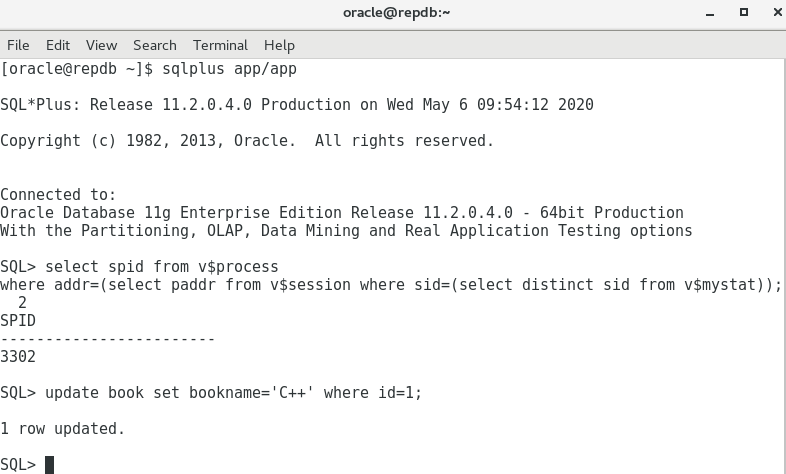 oracle@repdb:~
File Edit View Search Terminal Help
[oracle@repdb ~]$ sqlplus app/app
SQL*Plus: Release 11.2.0.4.0 Production on Wed May 6 09:54:12 2020
Copyright (c) 1982, 2013, Oracle.  All rights reserved.
Connected to:
Oracle Database 11g Enterprise Edition Release 11.2.0.4.0 - 64bit Production
With the Partitioning, OLAP, Data Mining and Real Application Testing options
SQL> select spid from v$process
where addr=(select paddr from v$session where sid=(select distinct sid from v$mystat));
  2
SPID
------------------------
3302
SQL> update book set bookname='C++' where id=1;
1 row updated.
SQL>